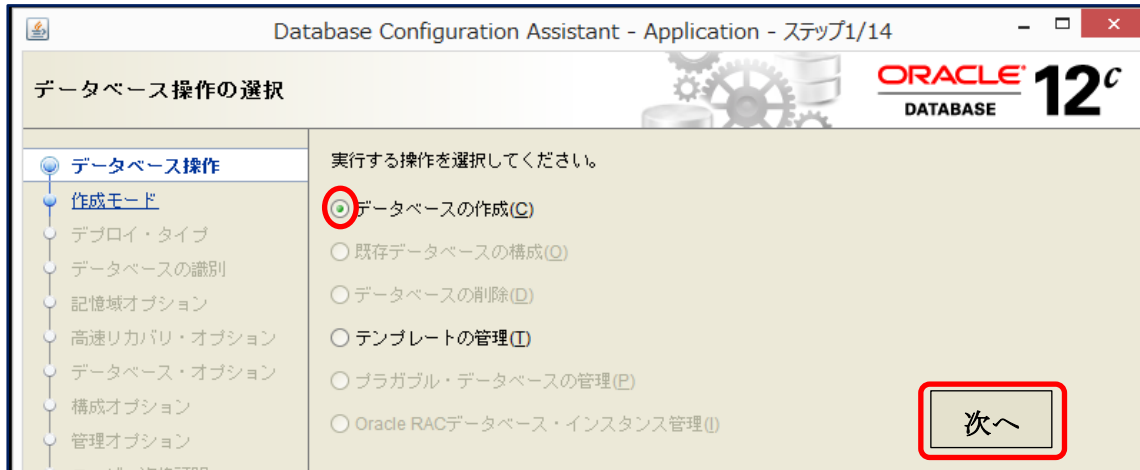 Database Configuration Assistant - Application - ステップ1/14
データベース操作の選択
ORACLE
DATABASE
12c
データベース操作
作成モード
デプロイ・タイプ
データベースの識別
記憶域オプション
高速リカバリ・オプション
データベース・オプション
構成オプション
管理オプション
実行する操作を選択してください。
データベースの作成(C)
既存データベースの構成(O)
データベースの削除(D)
テンプレートの管理(T)
プラガブル・データベースの管理(P)
Oracle RACデータベース・インスタンス管理(I)
次へ